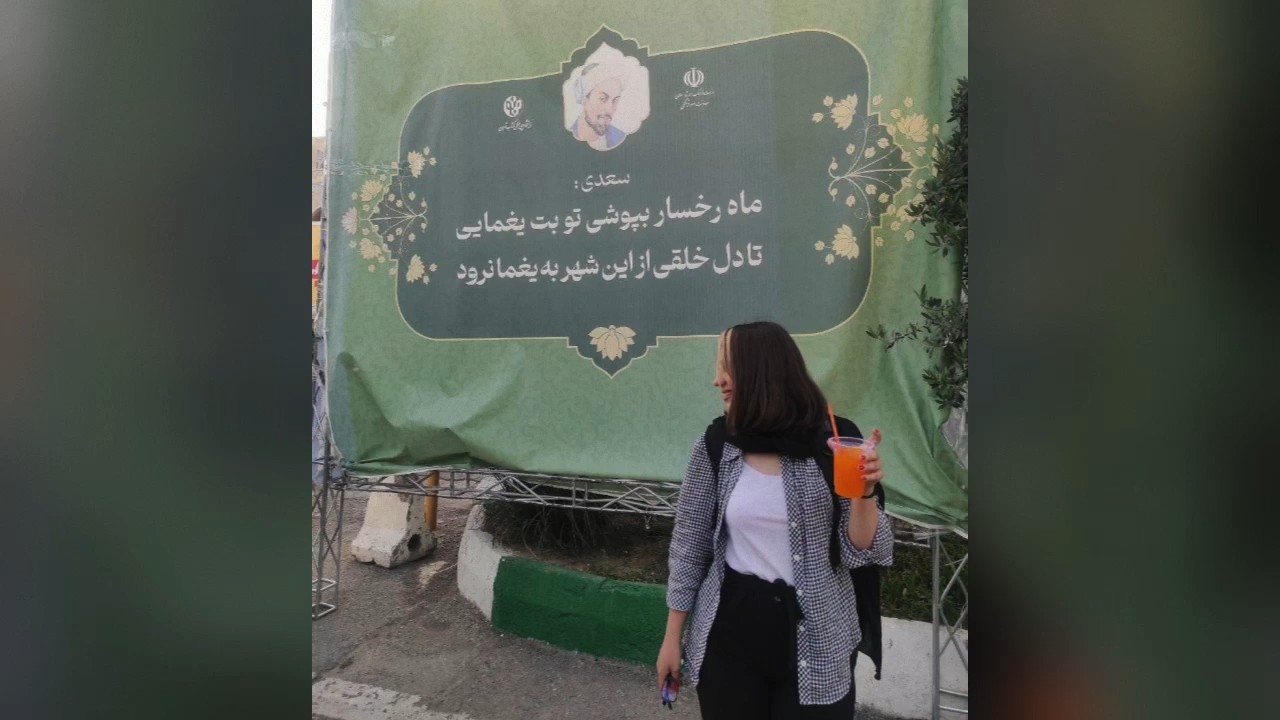 سعدی:
ماه رخسار بپوشی تو بت یغمایی
تا دل خلقی از این شهر به یغما نرود